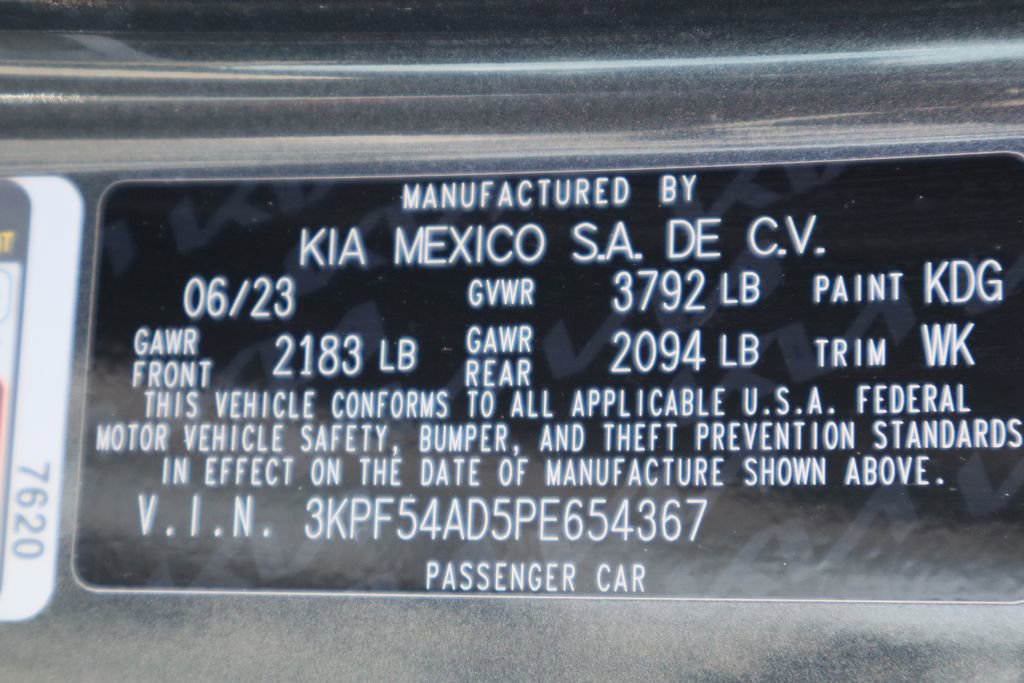 MANUFACTURED BY
KIA MEXICO S.A. DE C.V.
06/23 GVWR 3792 LB PAINT KDG
GAWR FRONT 2183 LB GAWR REAR 2094 LB TRIM WK
THIS VEHICLE CONFORMS TO ALL APPLICABLE U.S.A. FEDERAL
MOTOR VEHICLE SAFETY, BUMPER, AND THEFT PREVENTION STANDARDS
IN EFFECT ON THE DATE OF MANUFACTURE SHOWN ABOVE.
V.I.N. 3KPF54AD5PE654367
PASSENGER CAR
7620